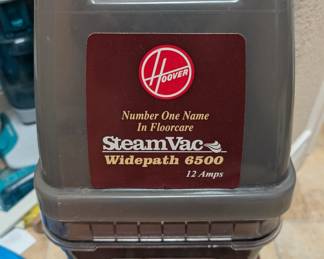 Hoover
Number One Name
In Floorcare
SteamVac
Widepath 6500
12 Amps